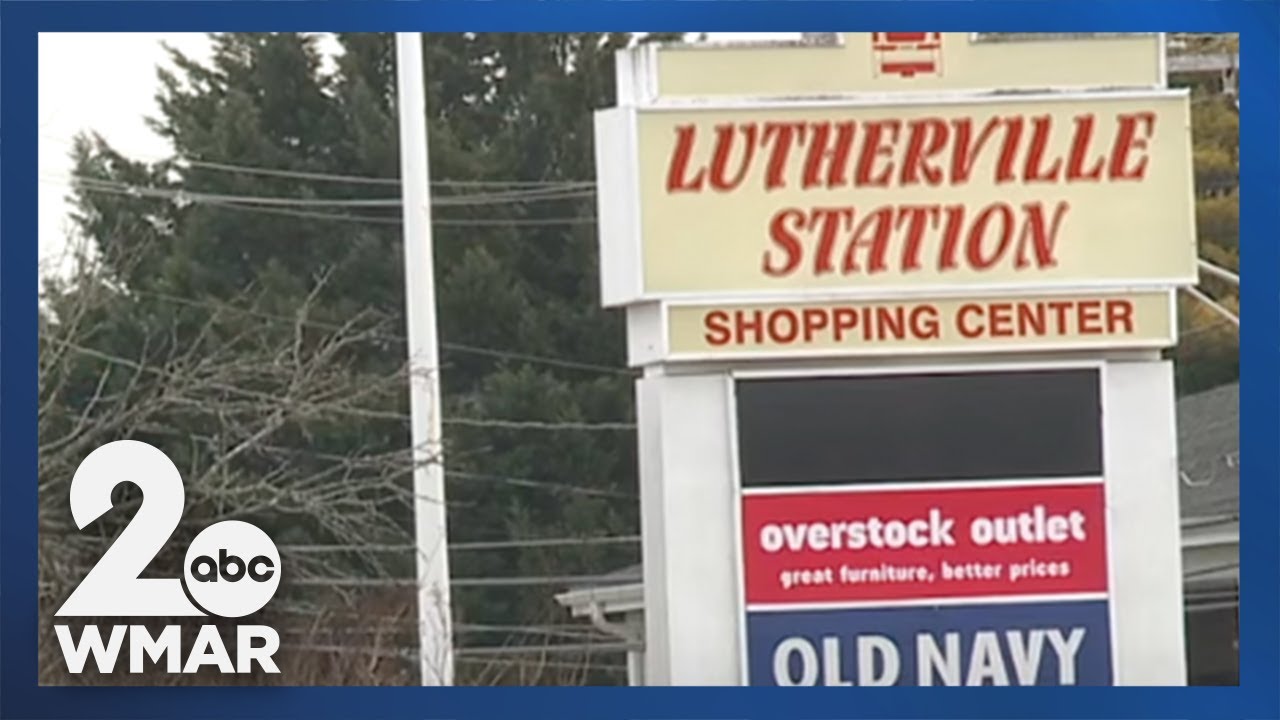 LUTHERVILLE
STATION
SHOPPING CENTER
overstock outlet
great furniture, better prices
OLD NAVY
2
abc
WMAR